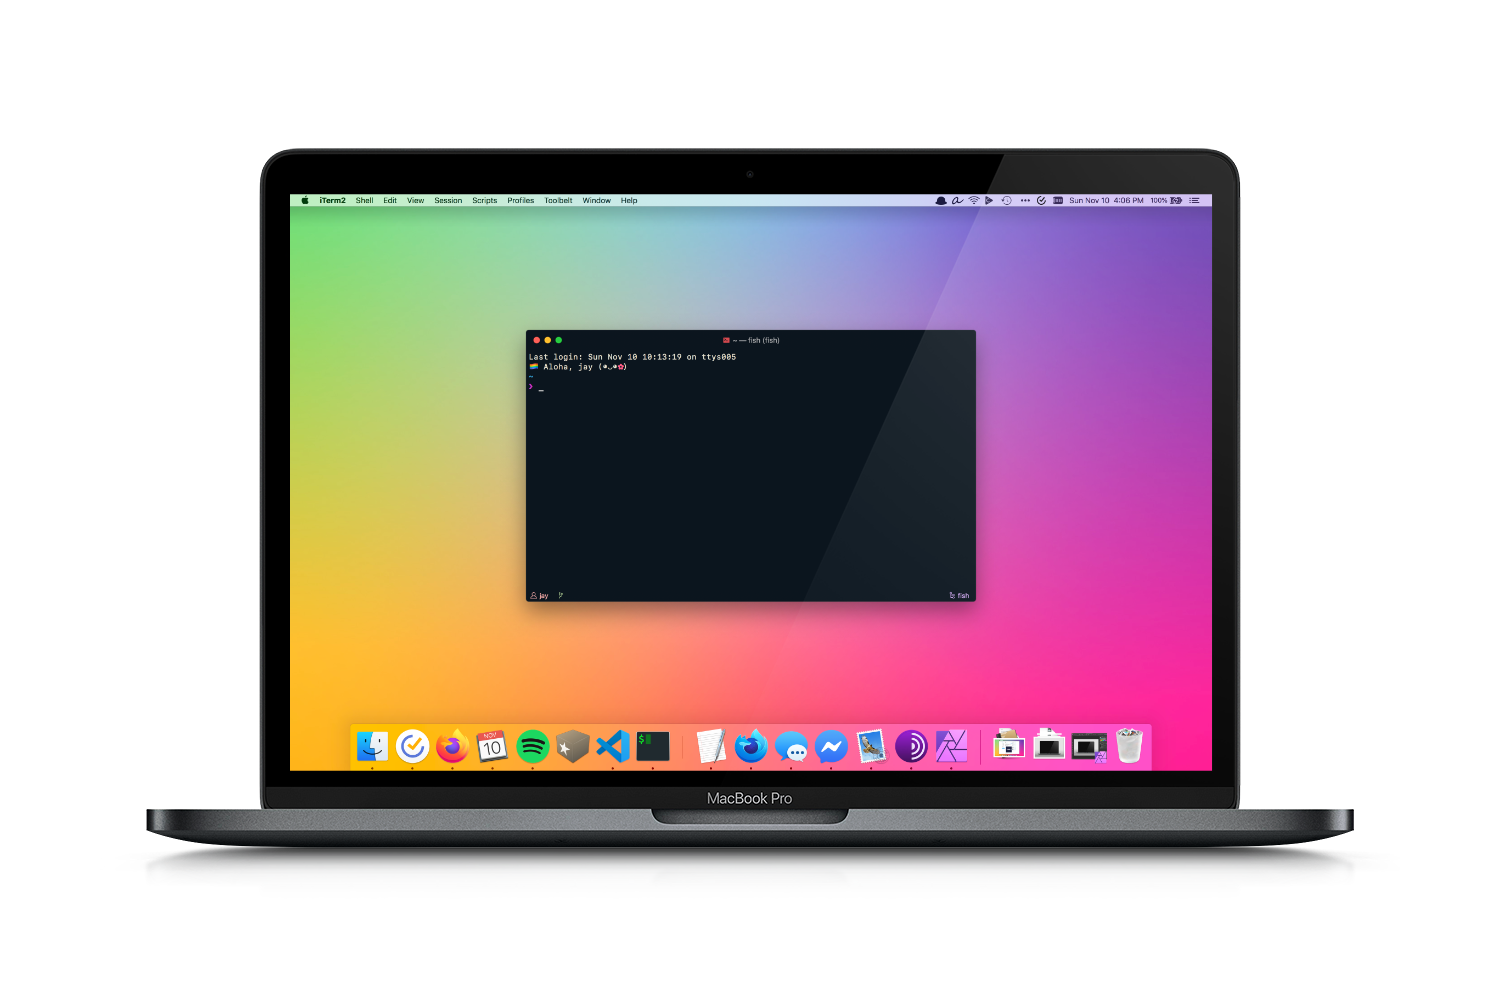 iTerm2 Shell Edit View Session Scripts Profiles Toolbelt Window Help Sun Nov 10 4:06 PM 100%
~ — fish (fish)
Last login: Sun Nov 10 10:13:19 on ttys005
🏳️‍🌈 Aloha, jay (◕ᴗ◕✿)
~
❯ _
jay fish
NOV
10
$
MacBook Pro